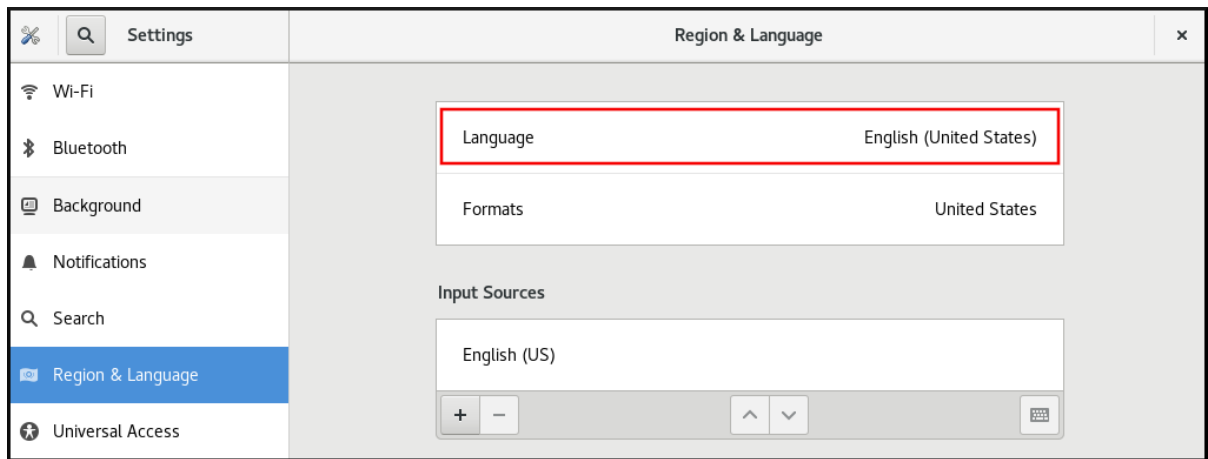 Settings
Region & Language
Wi-Fi
Bluetooth
Background
Notifications
Search
Region & Language
Universal Access
Language English (United States)
Formats United States
Input Sources
English (US)